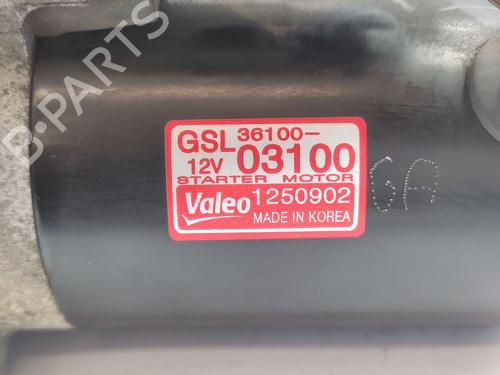 B-PARTS
GSL 36100-
12V 03100
STARTER MOTOR
Valeo 1250902
MADE IN KOREA
GA